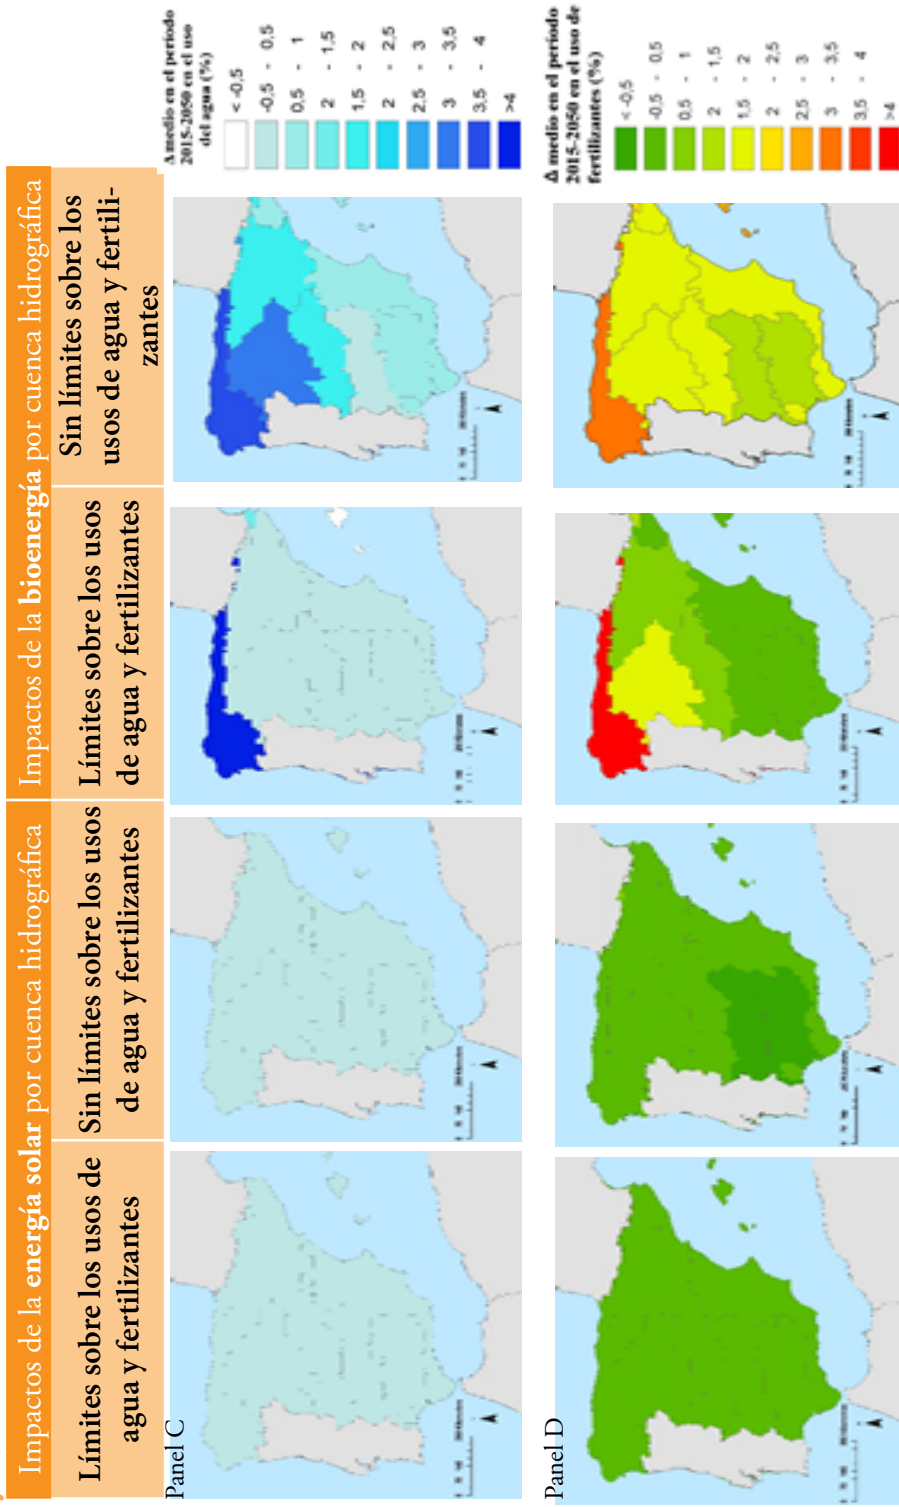 Impactos de la energía solar por cuenca hidrográfica
Impactos de la bioenergía por cuenca hidrográfica
Límites sobre los usos de
agua y fertilizantes
Sin límites sobre los usos
de agua y fertilizantes
Límites sobre los usos
de agua y fertilizantes
Sin límites sobre los
usos de agua y fertili-
zantes
Panel C
Δ medio en el período
2015-2050 en el uso
del agua (%)
< -0,5
-0,5 - 0,5
0,5 - 1
2 - 1,5
1,5 - 2
2 - 2,5
2,5 - 3
3 - 3,5
3,5 - 4
>4
Panel D
Δ medio en el período
2015-2050 en el uso de
fertilizantes (%)
< -0,5
-0,5 - 0,5
0,5 - 1
2 - 1,5
1,5 - 2
2 - 2,5
2,5 - 3
3 - 3,5
3,5 - 4
>4